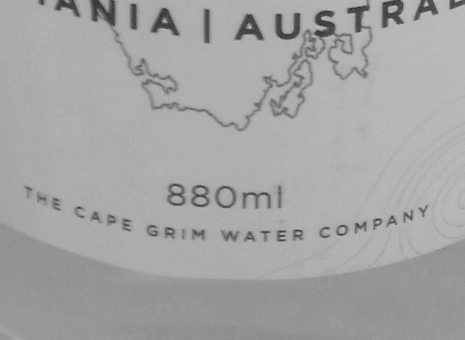 ANIA | AUSTRA
880ml
THE CAPE GRIM WATER COMPANY